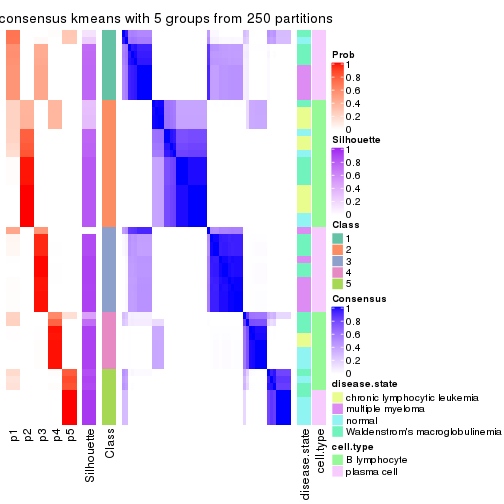 consensus kmeans with 5 groups from 250 partitions
Prob
1
0.8
0.6
0.4
0.2
0
Silhouette
1
0.8
0.6
0.4
0.2
0
Class
1
2
3
4
5
Consensus
1
0.8
0.6
0.4
0.2
0
disease.state
chronic lymphocytic leukemia
multiple myeloma
normal
Waldenstrom's macroglobulinemia
cell.type
B lymphocyte
plasma cell
p1
p2
p3
p4
p5
Silhouette
Class
disease.state
cell.type